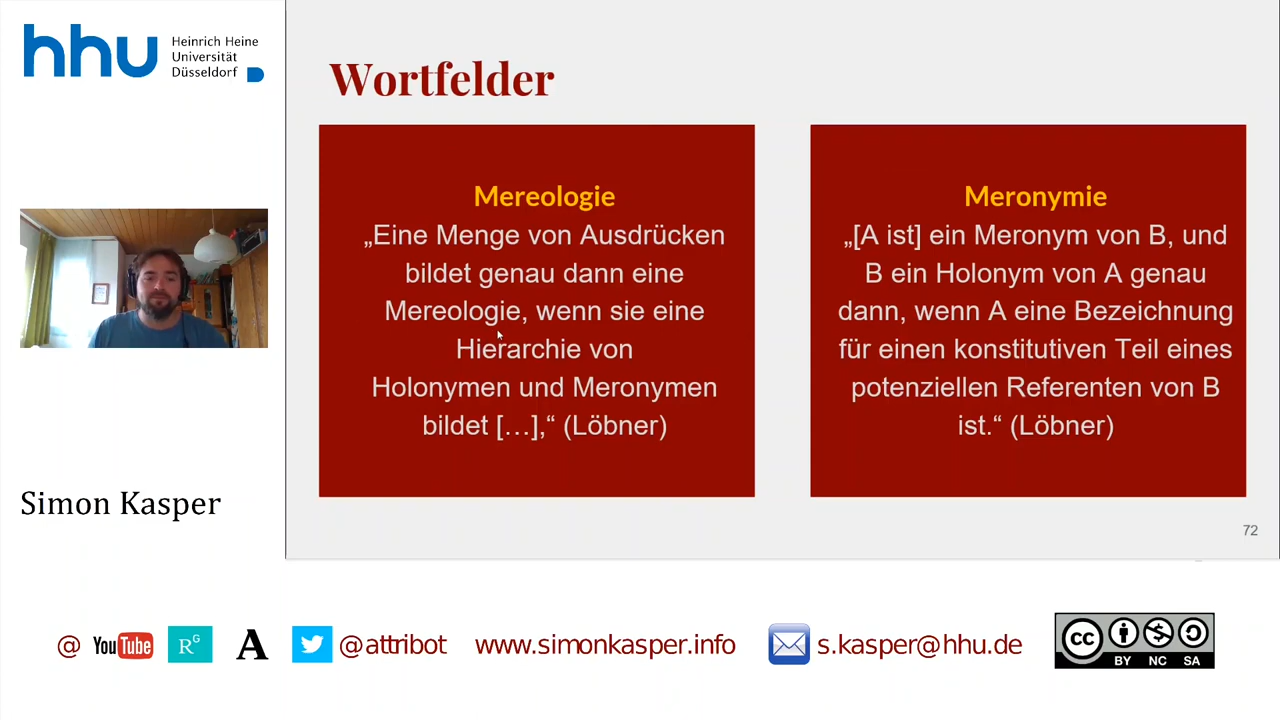 hhu
Heinrich Heine
Universität
Düsseldorf
Wortfelder
Mereologie
„Eine Menge von Ausdrücken
bildet genau dann eine
Mereologie, wenn sie eine
Hierarchie von
Holonymen und Meronymen
bildet […],“ (Löbner)
Meronymie
„[A ist] ein Meronym von B, und
B ein Holonym von A genau
dann, wenn A eine Bezeichnung
für einen konstitutiven Teil eines
potenziellen Referenten von B
ist.“ (Löbner)
72
Simon Kasper
@ YouTube RG A @attribot www.simonkasper.info s.kasper@hhu.de
cc BY NC SA